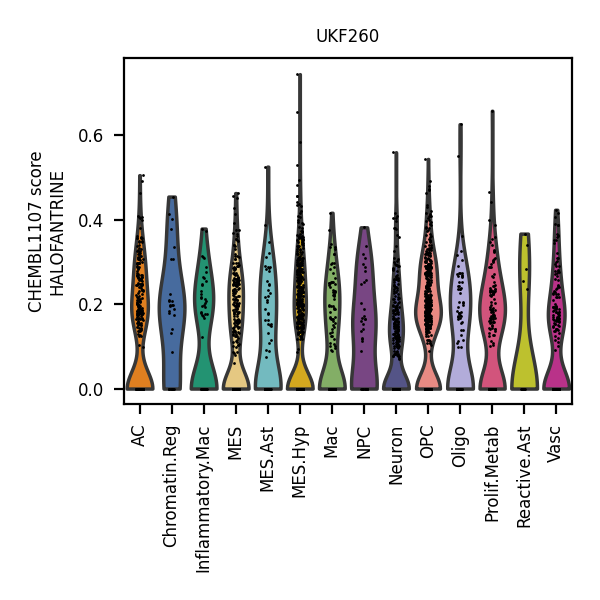 UKF260
CHEMBL1107 score
HALOFANTRINE
0.6
0.4
0.2
0.0
AC
Chromatin.Reg
Inflammatory.Mac
MES
MES.Ast
MES.Hyp
Mac
NPC
Neuron
OPC
Oligo
Prolif.Metab
Reactive.Ast
Vasc